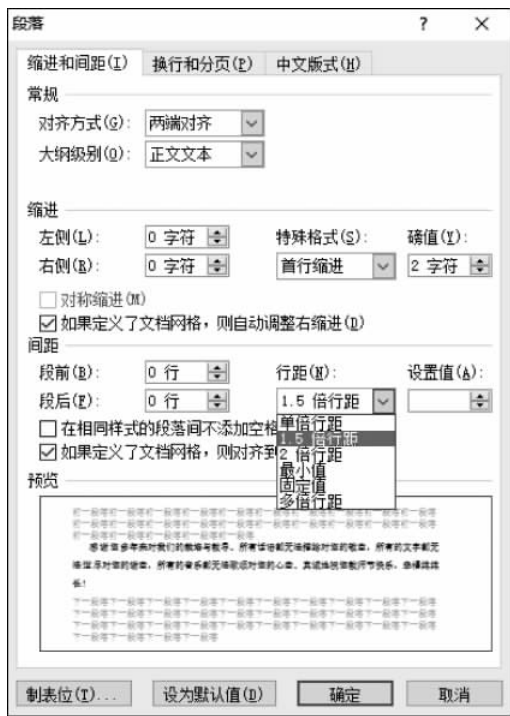 段落 ? ×
缩进和间距(I) 换行和分页(P) 中文版式(H)
常规
对齐方式(G): 两端对齐
大纲级别(O): 正文文本
缩进
左侧(L): 0 字符 特殊格式(S): 磅值(Y):
右侧(R): 0 字符 首行缩进 2 字符
对称缩进(M)
如果定义了文档网格，则自动调整右缩进(D)
间距
段前(B): 0 行 行距(N): 设置值(A):
段后(F): 0 行 1.5 倍行距
单倍行距
在相同样式的段落间不添加空格
1.5 倍行距
如果定义了文档网格，则对齐到
2 倍行距
最小值
固定值
多倍行距
预览
制表位(T)... 设为默认值(D) 确定 取消